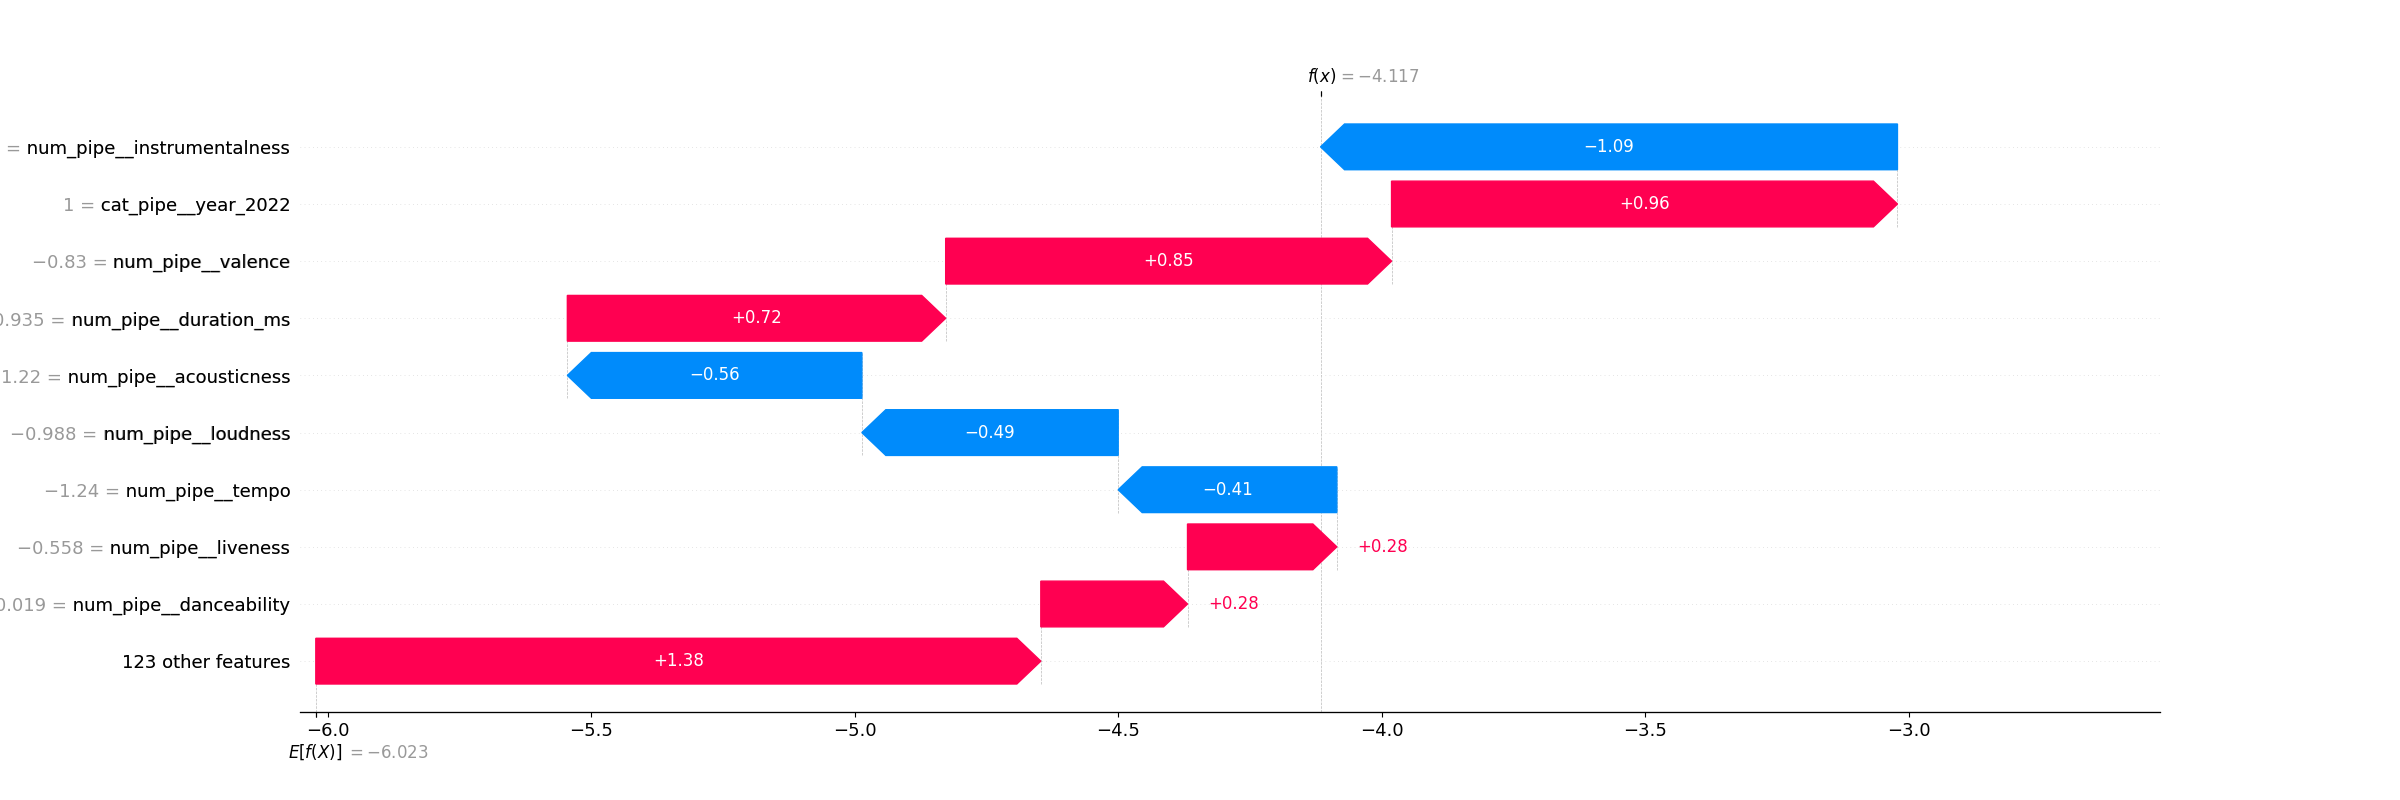 f(x) = −4.117
= num_pipe__instrumentalness
−1.09
1 = cat_pipe__year_2022
+0.96
−0.83 = num_pipe__valence
+0.85
0.935 = num_pipe__duration_ms
+0.72
1.22 = num_pipe__acousticness
−0.56
−0.988 = num_pipe__loudness
−0.49
−1.24 = num_pipe__tempo
−0.41
−0.558 = num_pipe__liveness
+0.28
0.019 = num_pipe__danceability
+0.28
123 other features
+1.38
−6.0 −5.5 −5.0 −4.5 −4.0 −3.5 −3.0
E[f(X)] = −6.023